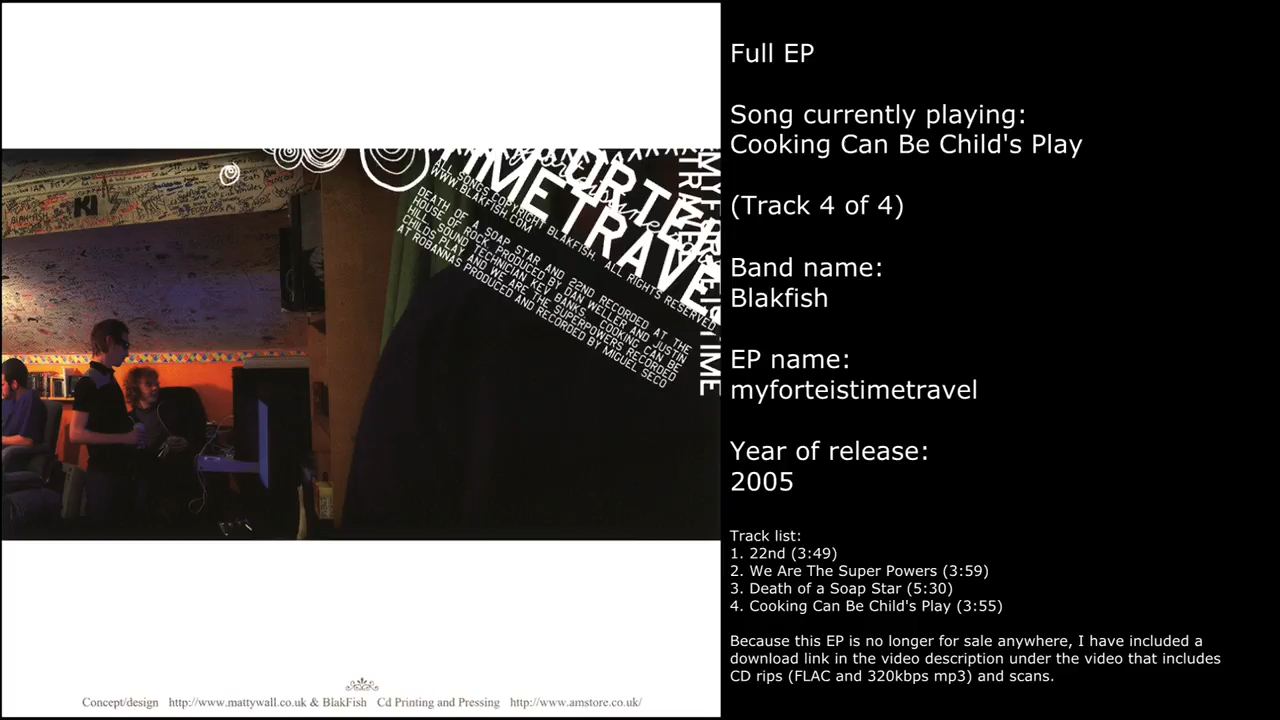 TIMETRAVE
ALL SONGS COPYRIGHT BLAKFISH. ALL RIGHTS RESERVED
WWW.BLAKFISH.COM
DEATH OF A SOAP STAR AND 22ND RECORDED AT THE
HOUSE OF ROCK. PRODUCED BY DAN WELLER AND JUSTIN
CHILL SOUND TECHNICIAN KEV BANKS. COOKING CAN BE
CHILDS PLAY AND WE ARE THE SUPERPOWERS RECORDED
AT ROBANNAS PRODUCED AND RECORDED BY MIGUEL SECO
TIME
KI
Concept/design http://www.mattywall.co.uk & BlakFish Cd Printing and Pressing http://www.amstore.co.uk/
Full EP
Song currently playing:
Cooking Can Be Child's Play
(Track 4 of 4)
Band name:
Blakfish
EP name:
myforteistimetravel
Year of release:
2005
Track list:
1. 22nd (3:49)
2. We Are The Super Powers (3:59)
3. Death of a Soap Star (5:30)
4. Cooking Can Be Child's Play (3:55)
Because this EP is no longer for sale anywhere, I have included a
download link in the video description under the video that includes
CD rips (FLAC and 320kbps mp3) and scans.